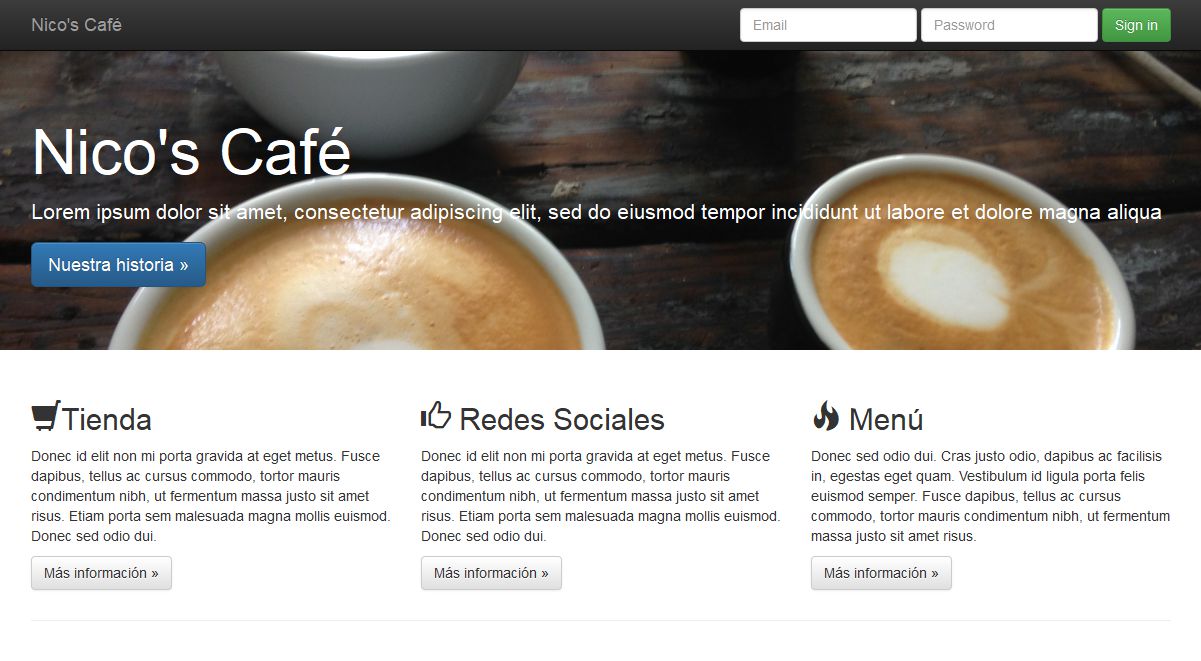 Nico's Café
Email
Password
Sign in
Nico's Café
Lorem ipsum dolor sit amet, consectetur adipiscing elit, sed do eiusmod tempor incididunt ut labore et dolore magna aliqua
Nuestra historia »
Tienda
Donec id elit non mi porta gravida at eget metus. Fusce
dapibus, tellus ac cursus commodo, tortor mauris
condimentum nibh, ut fermentum massa justo sit amet
risus. Etiam porta sem malesuada magna mollis euismod.
Donec sed odio dui.
Más información »
Redes Sociales
Donec id elit non mi porta gravida at eget metus. Fusce
dapibus, tellus ac cursus commodo, tortor mauris
condimentum nibh, ut fermentum massa justo sit amet
risus. Etiam porta sem malesuada magna mollis euismod.
Donec sed odio dui.
Más información »
Menú
Donec sed odio dui. Cras justo odio, dapibus ac facilisis
in, egestas eget quam. Vestibulum id ligula porta felis
euismod semper. Fusce dapibus, tellus ac cursus
commodo, tortor mauris condimentum nibh, ut fermentum
massa justo sit amet risus.
Más información »